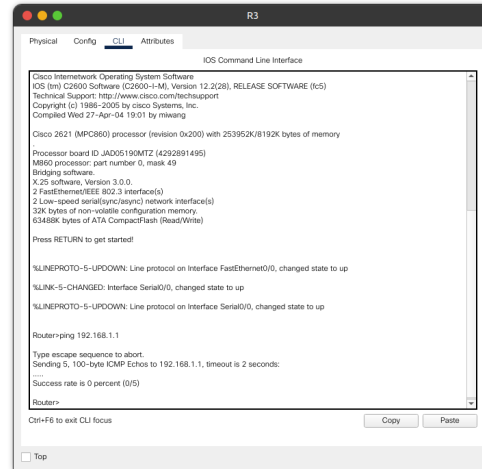 R3
Physical Config CLI Attributes
IOS Command Line Interface
Cisco Internetwork Operating System Software
IOS (tm) C2600 Software (C2600-I-M), Version 12.2(28), RELEASE SOFTWARE (fc5)
Technical Support: http://www.cisco.com/techsupport
Copyright (c) 1986-2005 by cisco Systems, Inc.
Compiled Wed 27-Apr-04 19:01 by miwang
Cisco 2621 (MPC860) processor (revision 0x200) with 253952K/8192K bytes of memory
.
Processor board ID JAD05190MTZ (4292891495)
M860 processor: part number 0, mask 49
Bridging software.
X.25 software, Version 3.0.0.
2 FastEthernet/IEEE 802.3 interface(s)
2 Low-speed serial(sync/async) network interface(s)
32K bytes of non-volatile configuration memory.
63488K bytes of ATA CompactFlash (Read/Write)
Press RETURN to get started!
%LINEPROTO-5-UPDOWN: Line protocol on Interface FastEthernet0/0, changed state to up
%LINK-5-CHANGED: Interface Serial0/0, changed state to up
%LINEPROTO-5-UPDOWN: Line protocol on Interface Serial0/0, changed state to up
Router>ping 192.168.1.1
Type escape sequence to abort.
Sending 5, 100-byte ICMP Echos to 192.168.1.1, timeout is 2 seconds:
.....
Success rate is 0 percent (0/5)
Router>
Ctrl+F6 to exit CLI focus
Copy Paste
Top